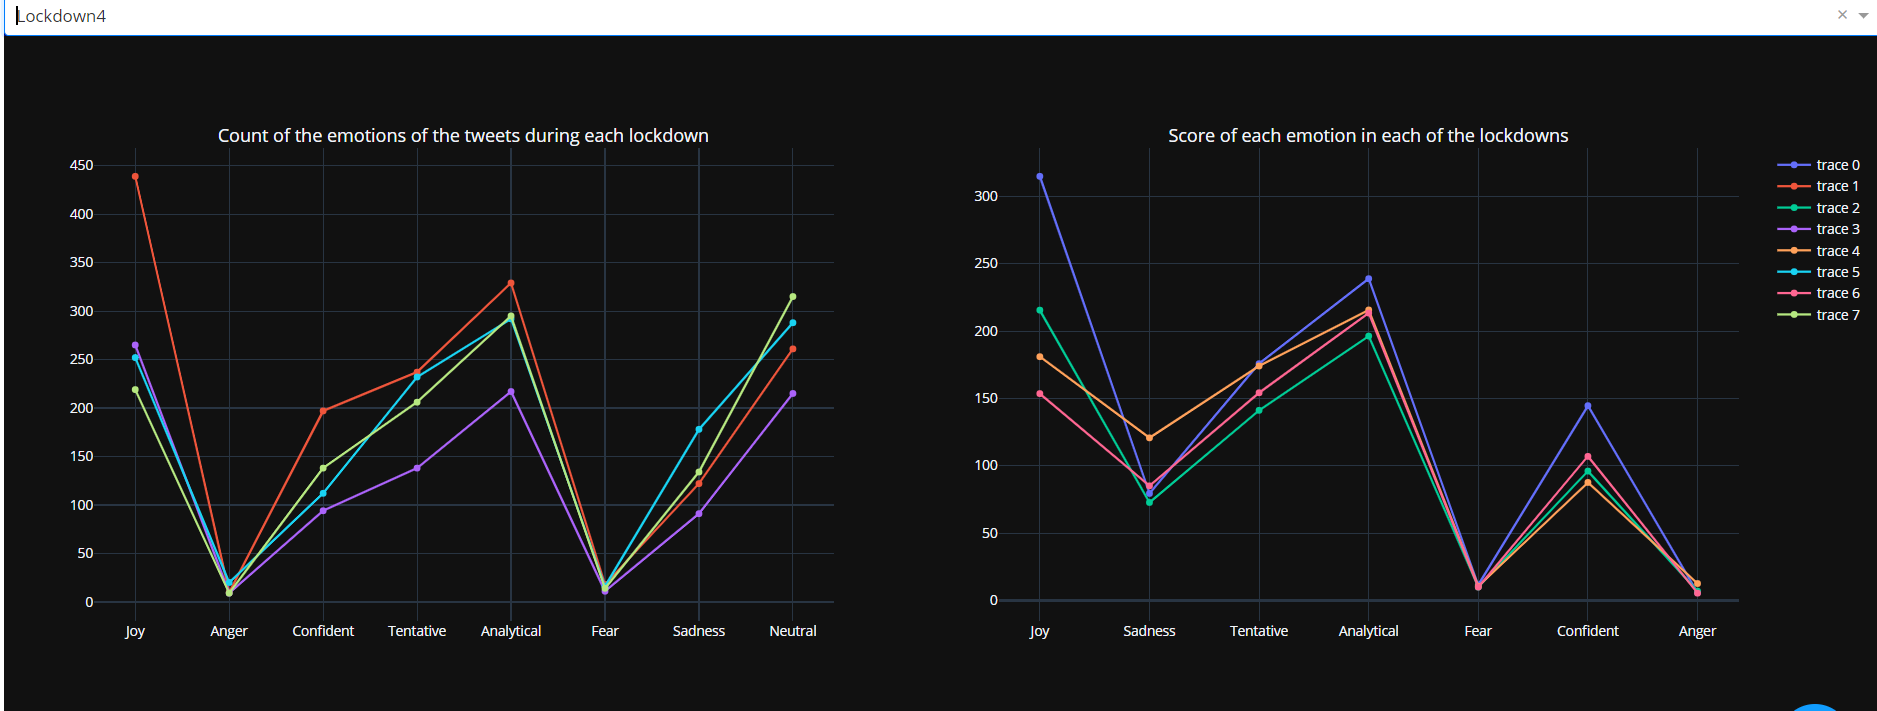 Lockdown4
Count of the emotions of the tweets during each lockdown
450
400
350
300
250
200
150
100
50
0
Joy
Anger
Confident
Tentative
Analytical
Fear
Sadness
Neutral
Score of each emotion in each of the lockdowns
300
250
200
150
100
50
0
Joy
Sadness
Tentative
Analytical
Fear
Confident
Anger
trace 0
trace 1
trace 2
trace 3
trace 4
trace 5
trace 6
trace 7